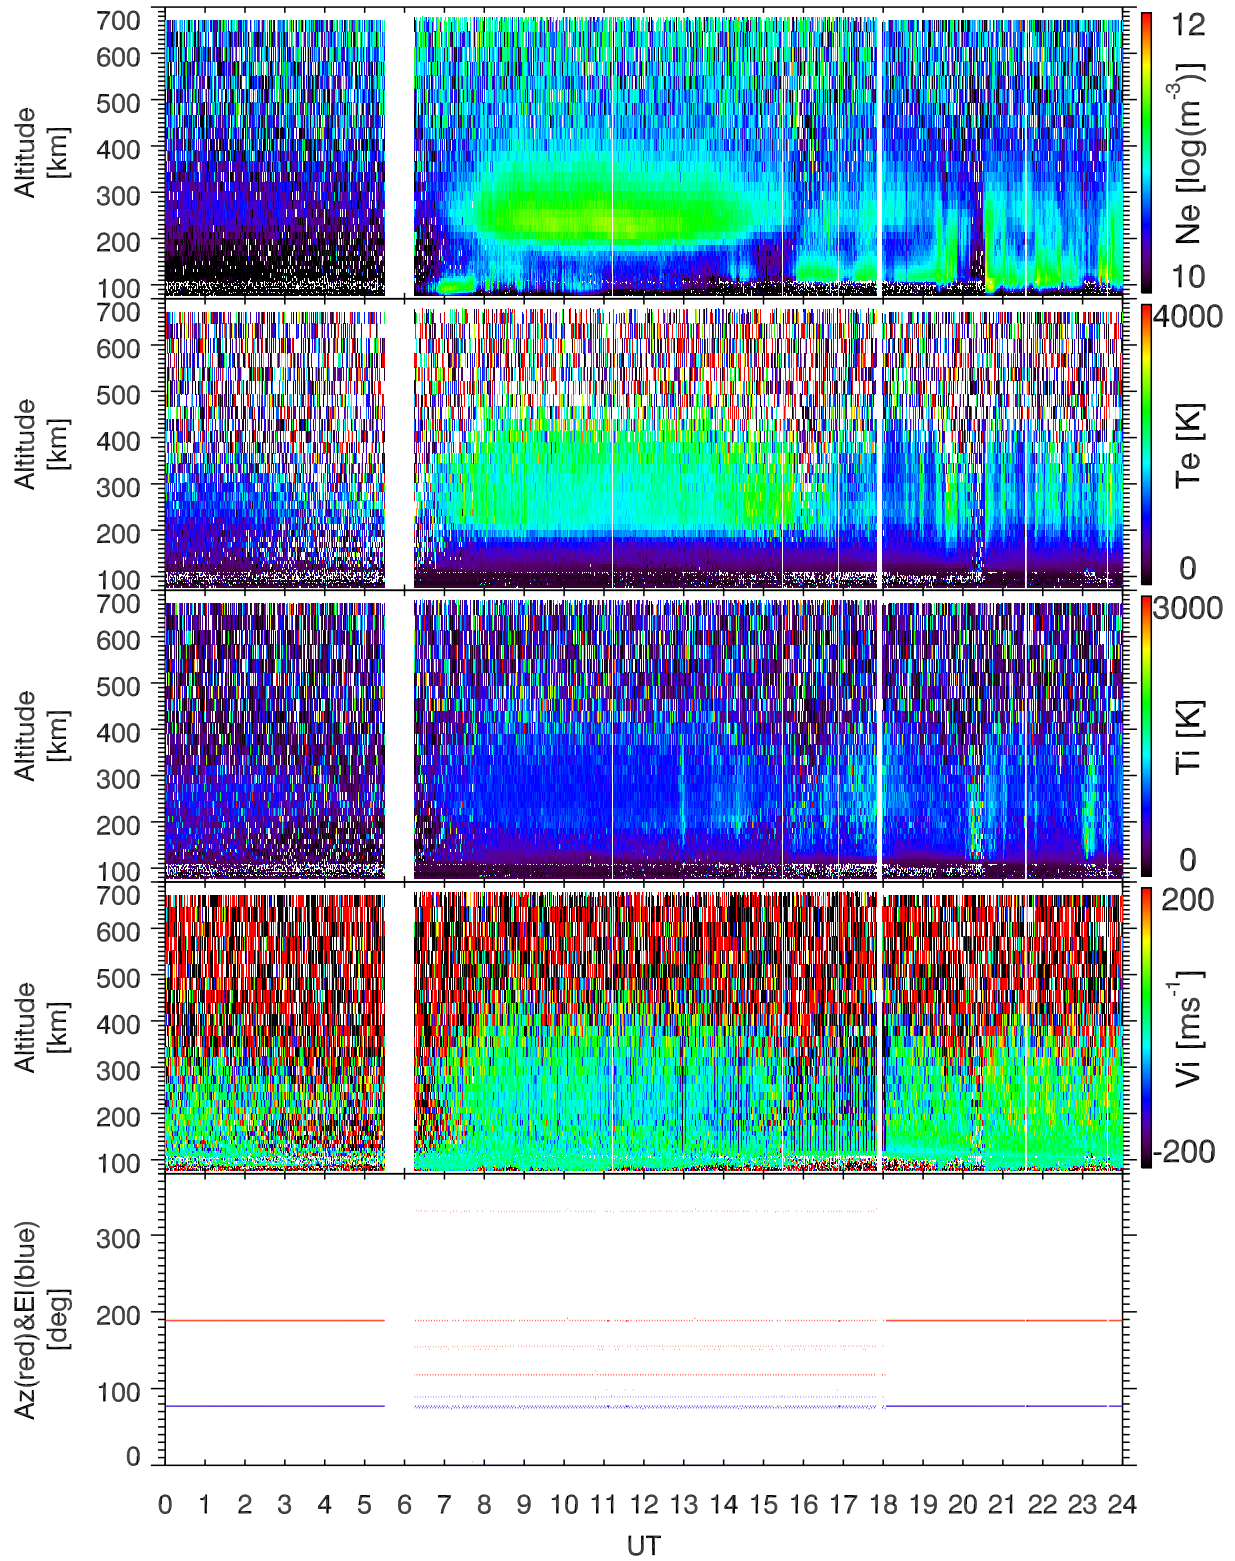 700
600
500
400
300
200
100
Altitude
[km]
12
Ne [log(m⁻³)]
10
700
600
500
400
300
200
100
Altitude
[km]
4000
Te [K]
0
700
600
500
400
300
200
100
Altitude
[km]
3000
Ti [K]
0
700
600
500
400
300
200
100
Altitude
[km]
200
Vi [ms⁻¹]
-200
300
200
100
0
Az(red)&El(blue)
[deg]
0 1 2 3 4 5 6 7 8 9 10 11 12 13 14 15 16 17 18 19 20 21 22 23 24
UT